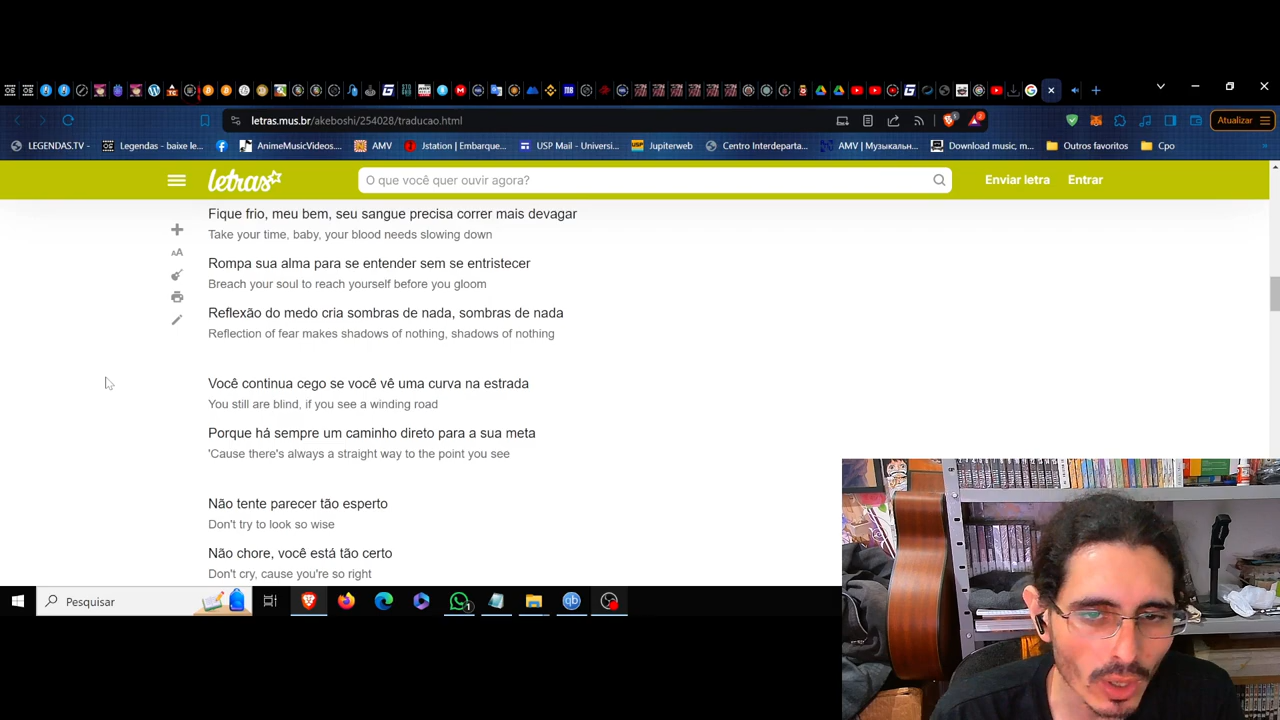 letras.mus.br/akeboshi/254028/traducao.html
Atualizar
LEGENDAS.TV -
Legendas - baixe le...
AnimeMusicVideos....
AMV
Jstation | Embarque...
USP Mail - Universi...
Jupiterweb
Centro Interdeparta...
AMV | Музыкальн...
Download music, m...
Outros favoritos
Cpo
letras
O que você quer ouvir agora?
Enviar letra
Entrar
Fique frio, meu bem, seu sangue precisa correr mais devagar
Take your time, baby, your blood needs slowing down
AA
Rompa sua alma para se entender sem se entristecer
Breach your soul to reach yourself before you gloom
Reflexão do medo cria sombras de nada, sombras de nada
Reflection of fear makes shadows of nothing, shadows of nothing
Você continua cego se você vê uma curva na estrada
You still are blind, if you see a winding road
Porque há sempre um caminho direto para a sua meta
'Cause there's always a straight way to the point you see
Não tente parecer tão esperto
Don't try to look so wise
Não chore, você está tão certo
Don't cry, cause you're so right
Pesquisar
1
qb